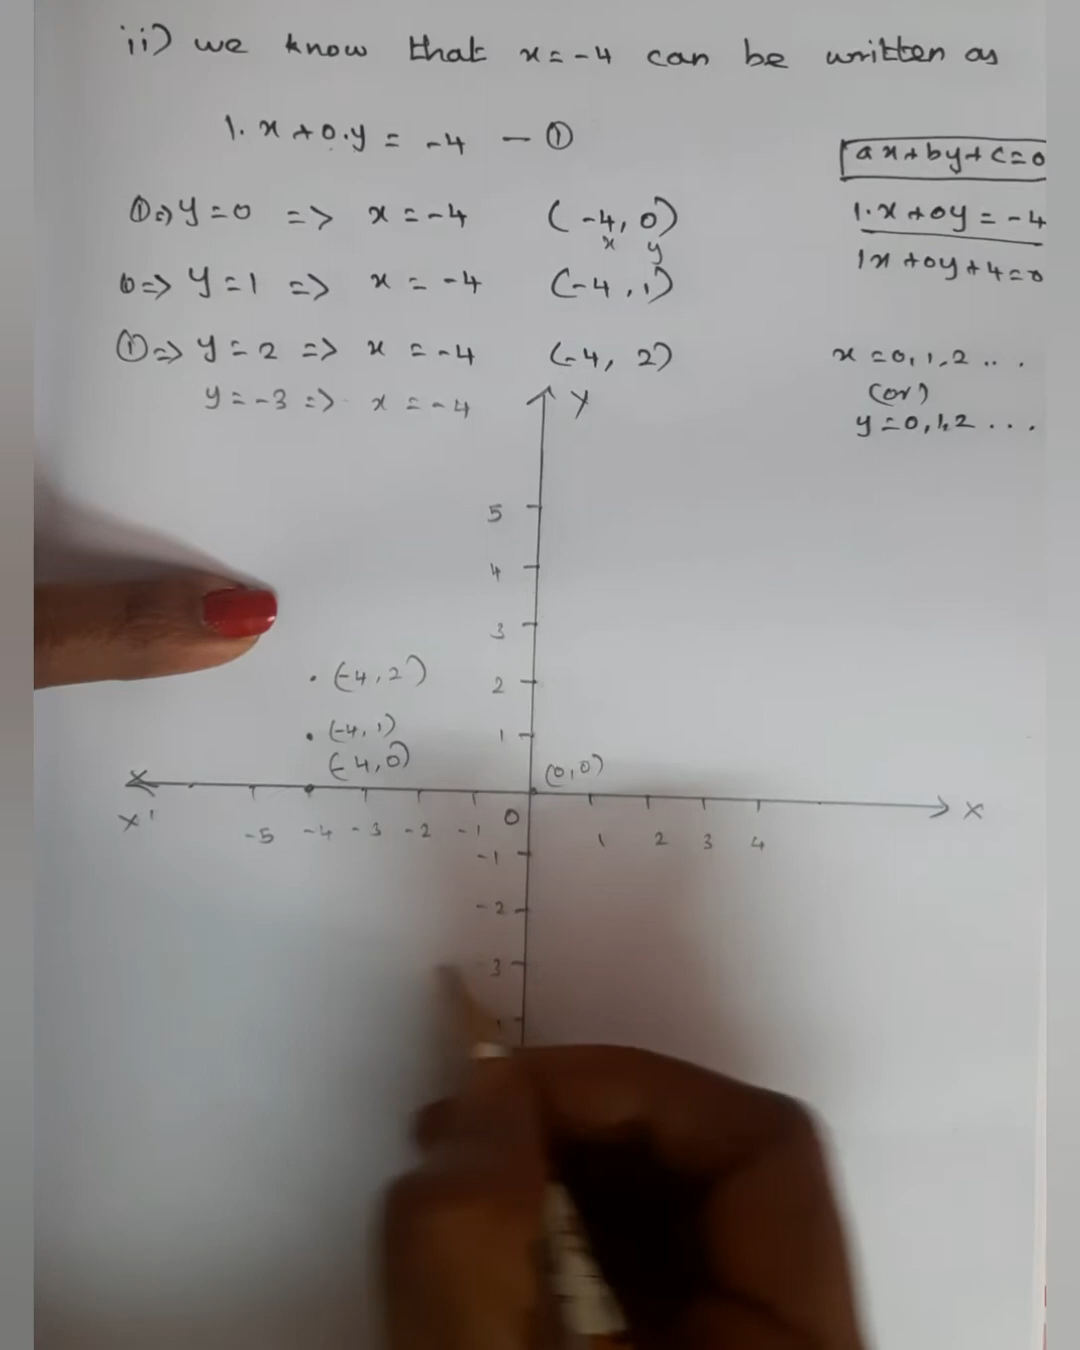 ii) we know that x = -4 can be written as
1. x + 0.y = -4 — ①
ax+by+c=0
①=> y = 0 => x = -4 (-4, 0)
x y
1.x + 0y = -4
1x + 0y + 4 = 0
①=> y = 1 => x = -4 (-4, 1)
①=> y = 2 => x = -4 (-4, 2)
x = 0, 1, 2 ...
y = -3 => x = -4
(or)
y = 0, 1, 2 ...
Y
5
4
3
. (-4, 2) 2
. (-4, 1) 1
(-4, 0)
(0,0)
X' X
-5 -4 -3 -2 -1 0 1 2 3 4
-1
-2
-3